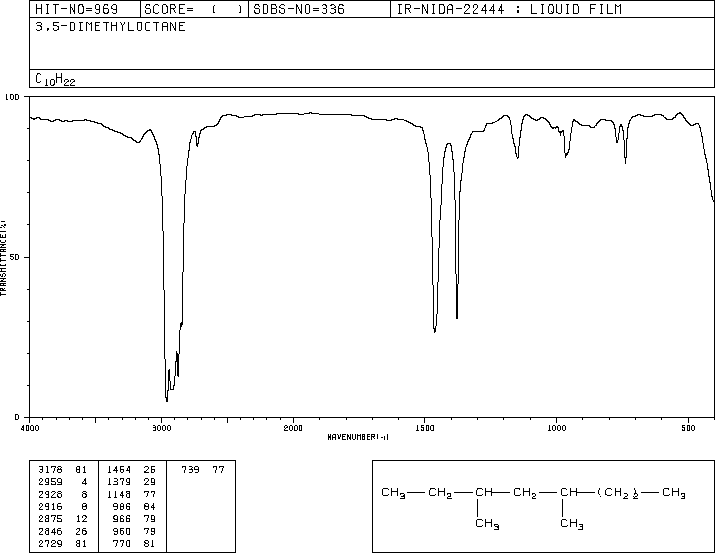 HIT-NO=969 SCORE= ( ) SDBS-NO=336 IR-NIDA-22444 : LIQUID FILM
3,5-DIMETHYLOCTANE
C10H22
100
50
0
TRANSMITTANCE(%)
4000 3000 2000 1500 1000 500
WAVENUMBER(-1)
3178 81 1464 26 739 77
2959 4 1379 29
2928 8 1148 77
2916 8 986 84
2875 12 966 79
2846 26 960 79
2729 81 770 81
CH3 CH2 CH CH2 CH (CH2)2 CH3
CH3 CH3